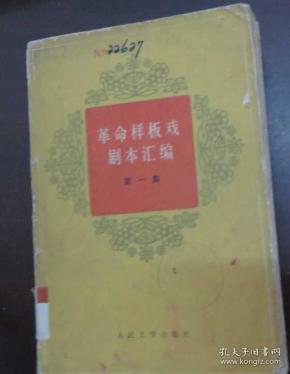 22627
革命样板戏
剧本汇编
第一集
人民文学出版社
孔夫子旧书网